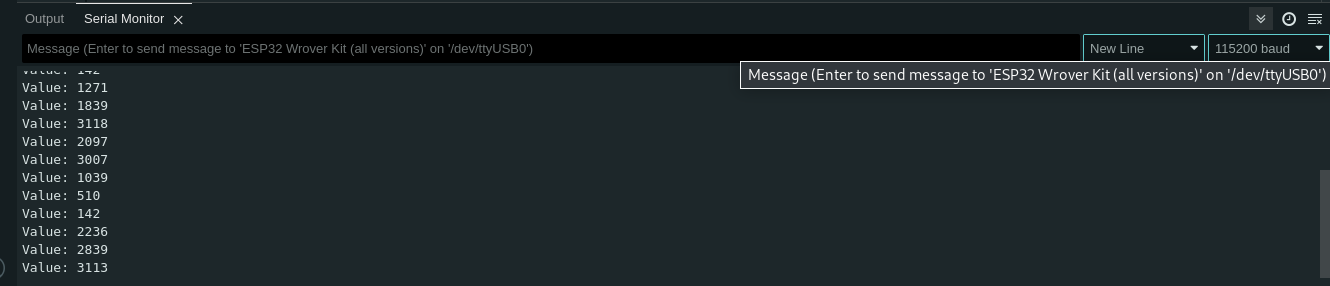 Output
Serial Monitor
Message (Enter to send message to 'ESP32 Wrover Kit (all versions)' on '/dev/ttyUSB0')
New Line
115200 baud
Message (Enter to send message to 'ESP32 Wrover Kit (all versions)' on '/dev/ttyUSB0')
Value: 142
Value: 1271
Value: 1839
Value: 3118
Value: 2097
Value: 3007
Value: 1039
Value: 510
Value: 142
Value: 2236
Value: 2839
Value: 3113